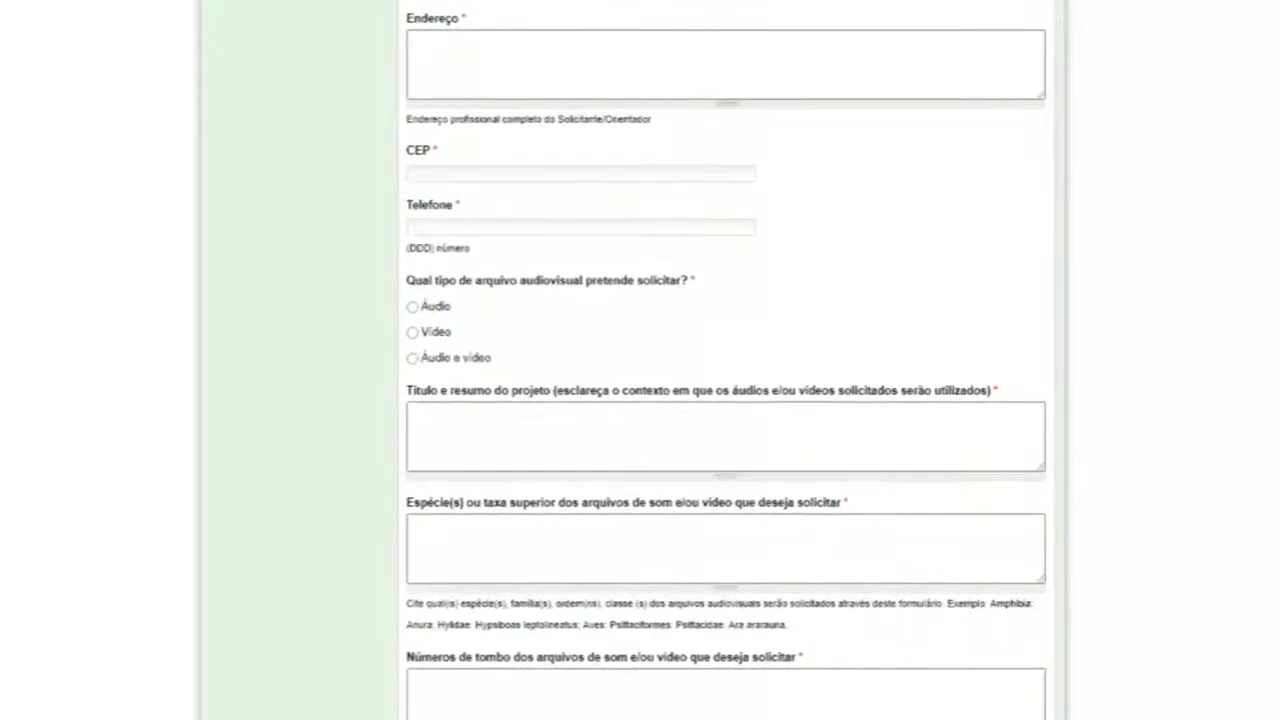 Endereço *
Endereço profissional completo do Solicitante/Orientador
CEP *
Telefone *
(DDD) número
Qual tipo de arquivo audiovisual pretende solicitar? *
Áudio
Vídeo
Áudio e vídeo
Título e resumo do projeto (esclareça o contexto em que os áudios e/ou vídeos solicitados serão utilizados) *
Espécie(s) ou taxa superior dos arquivos de som e/ou vídeo que deseja solicitar *
Cite qual(is) espécie(s), família(s), ordem(ns), classe (s) dos arquivos audiovisuais serão solicitados através deste formulário. Exemplo: Amphibia:
Anura: Hylidae: Hypsiboas leptolineatus; Aves: Psittaciformes: Psittacidae: Ara ararauna.
Números de tombo dos arquivos de som e/ou vídeo que deseja solicitar *